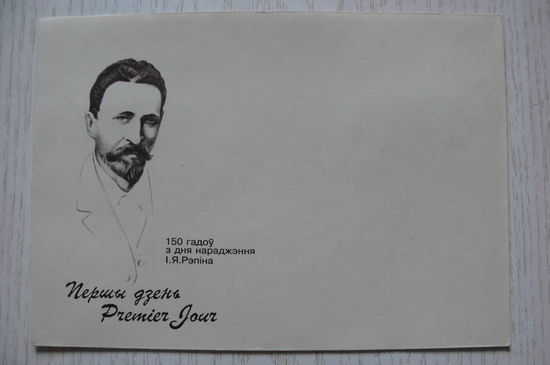 150 гадоў
з дня нараджэння
І.Я.Рэпіна
Першы дзень
Premier Jour